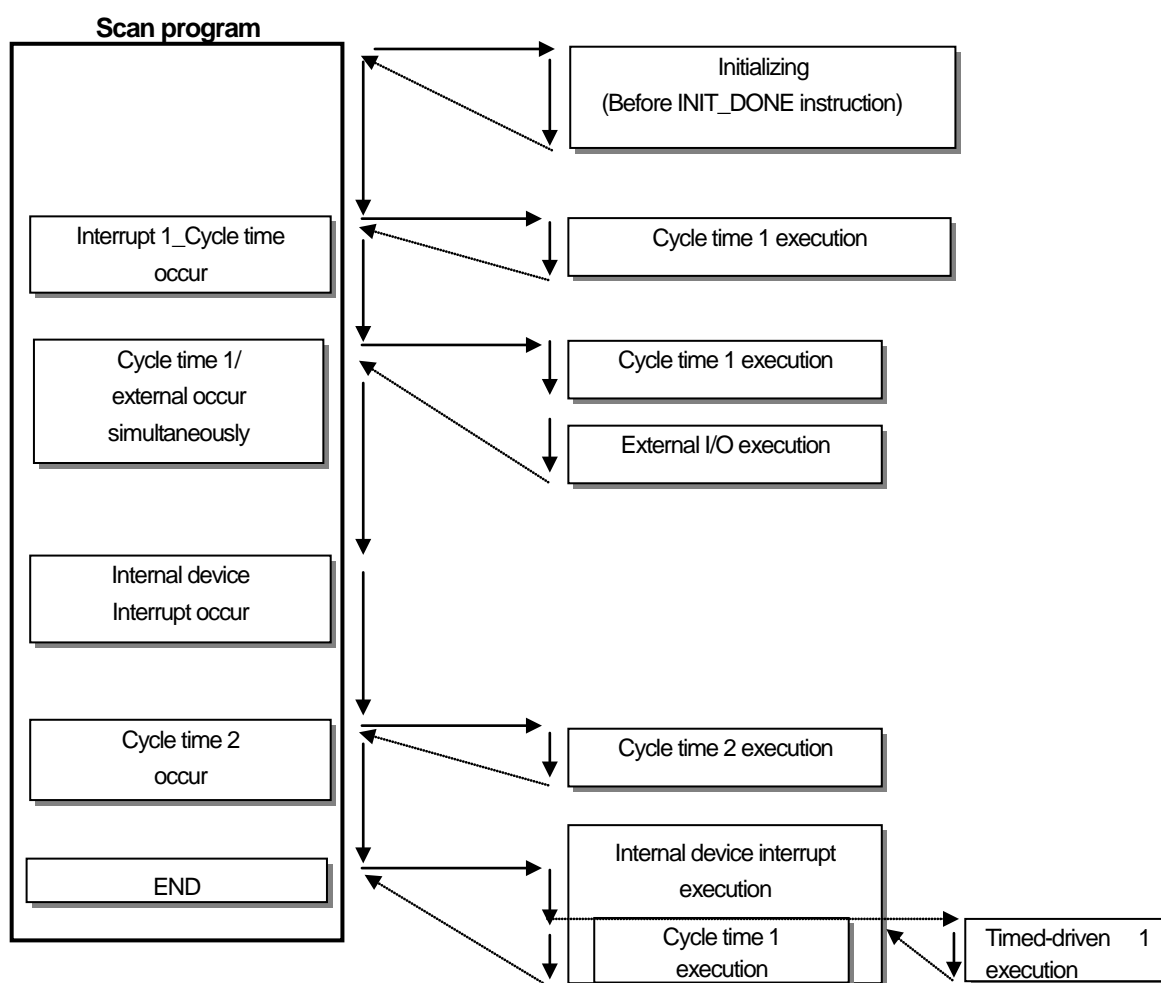 Scan program
Initializing
(Before INIT_DONE instruction)
Interrupt 1_Cycle time
occur
Cycle time 1 execution
Cycle time 1/
external occur
simultaneously
Cycle time 1 execution
External I/O execution
Internal device
Interrupt occur
Cycle time 2
occur
Cycle time 2 execution
END
Internal device interrupt
execution
Cycle time 1
execution
Timed-driven 1
execution